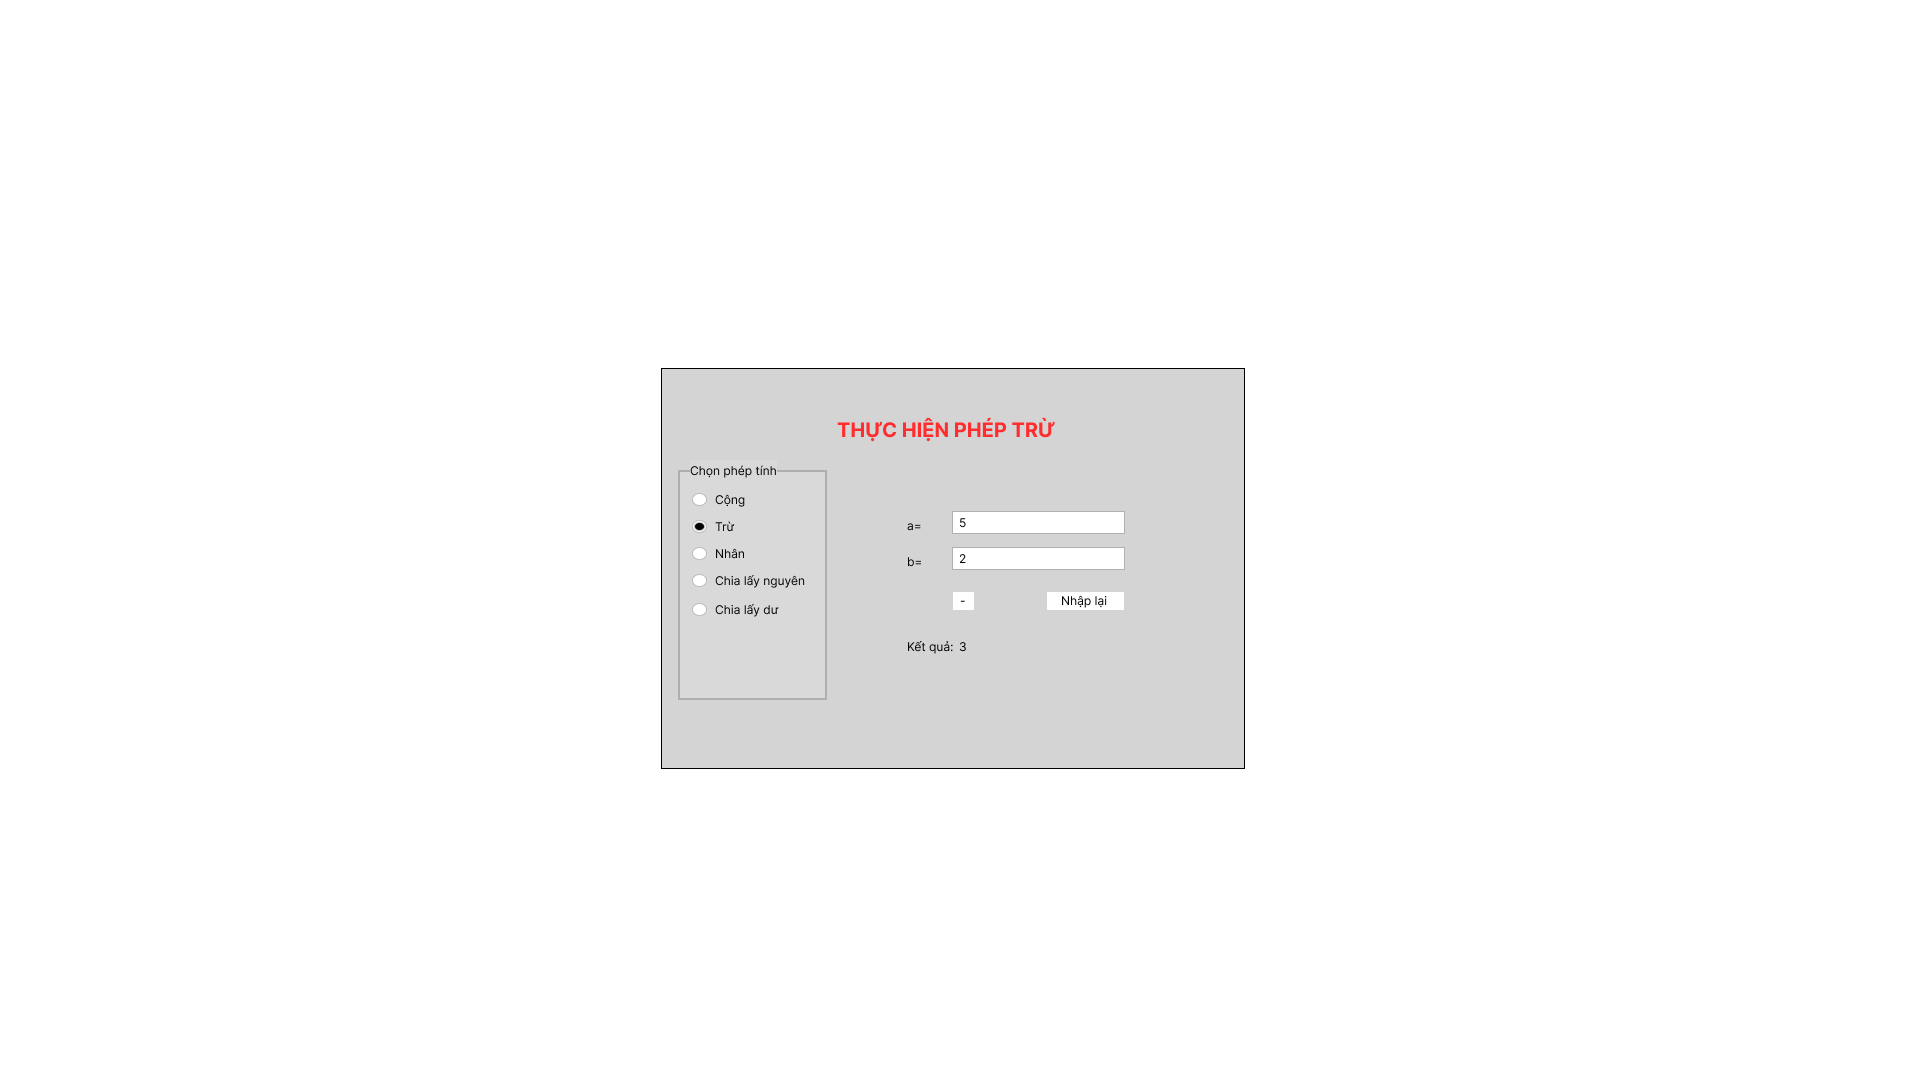 THỰC HIỆN PHÉP TRỪ
Chọn phép tính
Cộng
Trừ
Nhân
Chia lấy nguyên
Chia lấy dư
a= 5
b= 2
- Nhập lại
Kết quả: 3